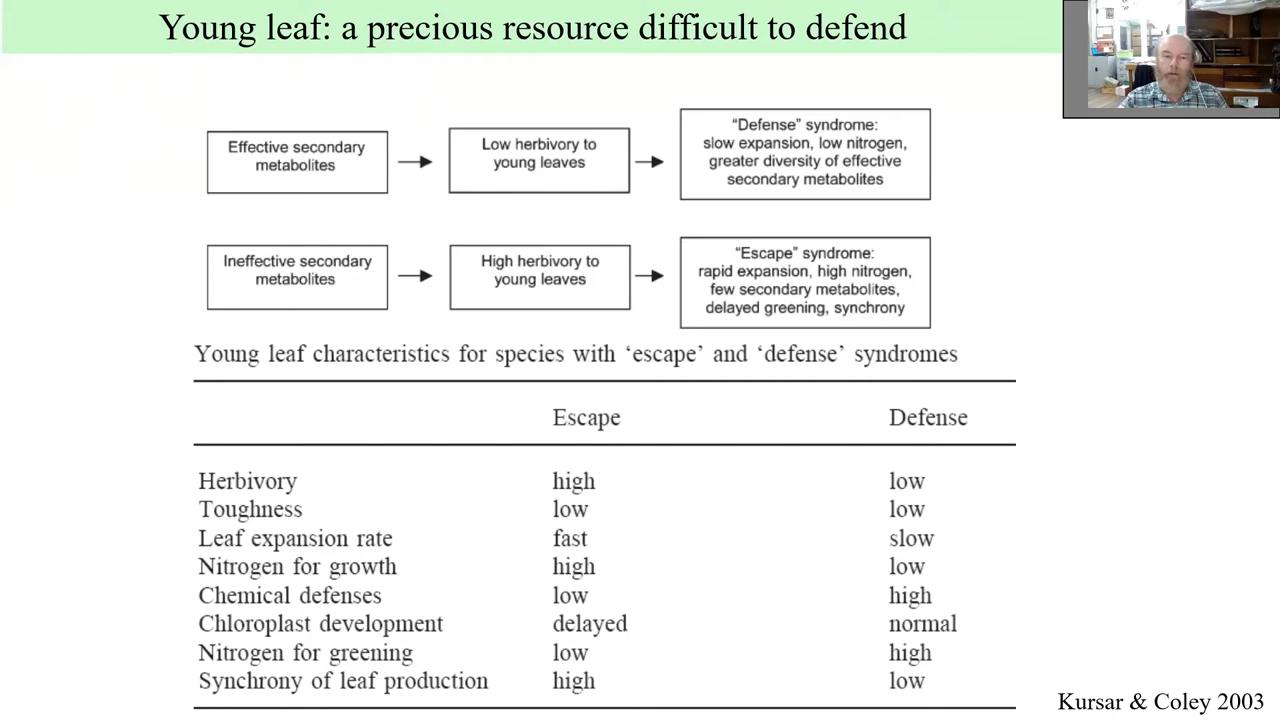 Young leaf: a precious resource difficult to defend
Effective secondary
metabolites
Low herbivory to
young leaves
“Defense” syndrome:
slow expansion, low nitrogen,
greater diversity of effective
secondary metabolites
Ineffective secondary
metabolites
High herbivory to
young leaves
“Escape” syndrome:
rapid expansion, high nitrogen,
few secondary metabolites,
delayed greening, synchrony
Young leaf characteristics for species with ‘escape’ and ‘defense’ syndromes
Escape Defense
Herbivory high low
Toughness low low
Leaf expansion rate fast slow
Nitrogen for growth high low
Chemical defenses low high
Chloroplast development delayed normal
Nitrogen for greening low high
Synchrony of leaf production high low
Kursar & Coley 2003